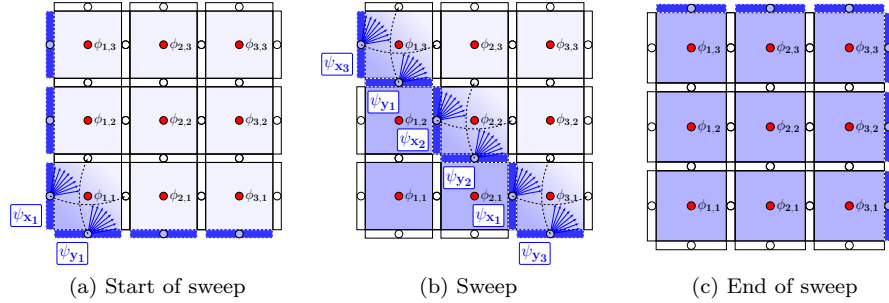 ϕ1,3 ϕ2,3 ϕ3,3
ϕ1,2 ϕ2,2 ϕ3,2
ϕ1,1 ϕ2,1 ϕ3,1
ψx1
ψy1
(a) Start of sweep
ϕ1,3 ϕ2,3 ϕ3,3
ψx3
ψy1
ϕ1,2 ϕ2,2 ϕ3,2
ψx2
ψy2
ϕ1,1 ϕ2,1 ϕ3,1
ψx1
ψy3
(b) Sweep
ϕ1,3 ϕ2,3 ϕ3,3
ϕ1,2 ϕ2,2 ϕ3,2
ϕ1,1 ϕ2,1 ϕ3,1
(c) End of sweep